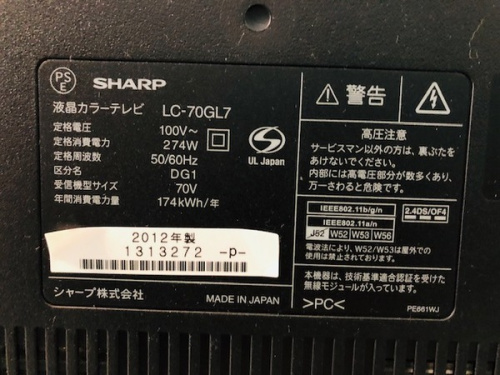 PS
E
SHARP
液晶カラーテレビ LC-70GL7
定格電圧 100V～
定格消費電力 274W
定格周波数 50/60Hz
区分名 DG1
受信機型サイズ 70V
年間消費電力量 174kWh/年
S
UL Japan
2012年製
1313272 -p-
シャープ株式会社
MADE IN JAPAN
警告
高圧注意
サービスマン以外の方は、裏ぶたを
あけないでください。
内部には高電圧部分が数多くあり、
万一さわると危険です。
IEEE802.11b/g/n
2.4DS/OF4
IEEE802.11a/n
J52 W52 W53 W56
電波法により、W52/W53は屋外での
使用は禁止されています。
本機器は、技術基準適合認証を受けた
無線モジュールが入っています。
>PC<
PE661WJ